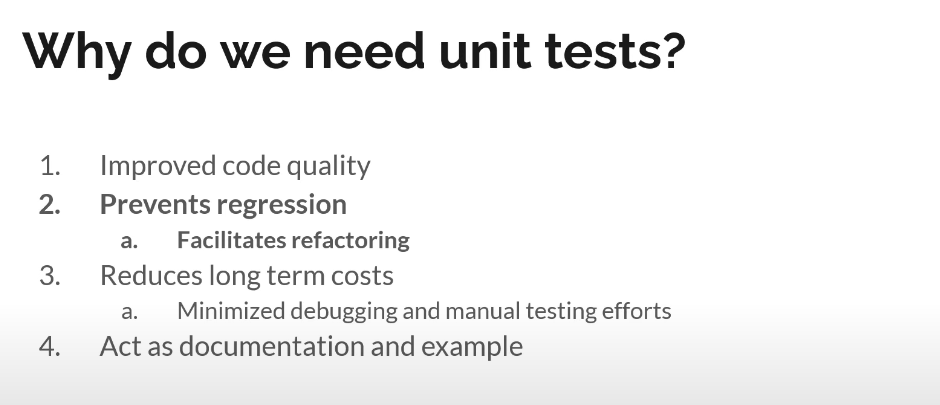 Why do we need unit tests?
1. Improved code quality
2. Prevents regression
a. Facilitates refactoring
3. Reduces long term costs
a. Minimized debugging and manual testing efforts
4. Act as documentation and example